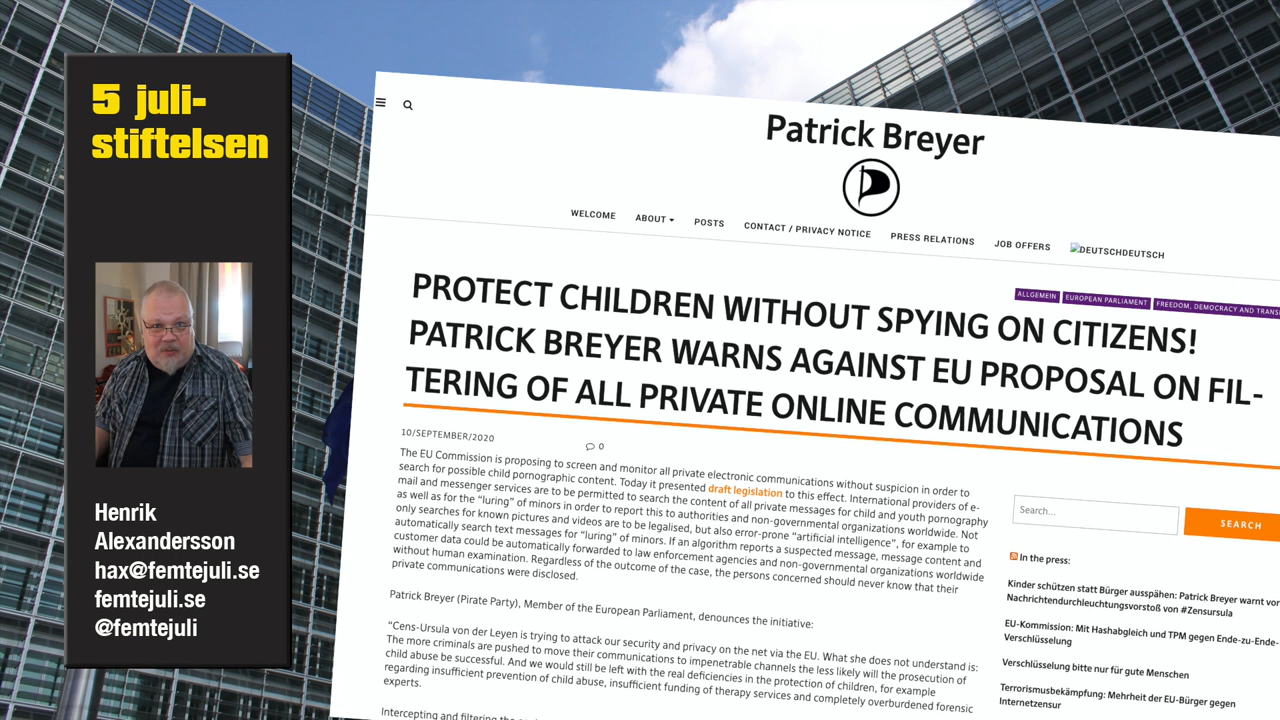 5 juli-
stiftelsen
Henrik
Alexandersson
hax@femtejuli.se
femtejuli.se
@femtejuli
Patrick Breyer
WELCOME ABOUT POSTS CONTACT / PRIVACY NOTICE PRESS RELATIONS JOB OFFERS DEUTSCHDEUTSCH
ALLGEMEIN EUROPEAN PARLIAMENT FREEDOM, DEMOCRACY AND
PROTECT CHILDREN WITHOUT SPYING ON CITIZENS!
PATRICK BREYER WARNS AGAINST EU PROPOSAL ON FIL-
TERING OF ALL PRIVATE ONLINE COMMUNICATIONS
10/SEPTEMBER/2020 0
The EU Commission is proposing to screen and monitor all private electronic communications without suspicion in order to
search for possible child pornographic content. Today it presented draft legislation to this effect. International providers of e-
mail and messenger services are to be permitted to search the content of all private messages for child and youth pornography
as well as for the “luring” of minors in order to report this to authorities and non-governmental organizations worldwide. Not
only searches for known pictures and videos are to be legalised, but also error-prone “artificial intelligence”, for example to
automatically search text messages for “luring” of minors. If an algorithm reports a suspected message, message content and
customer data could be automatically forwarded to law enforcement agencies and non-governmental organizations worldwide
without human examination. Regardless of the outcome of the case, the persons concerned should never know that their
private communications were disclosed.
Patrick Breyer (Pirate Party), Member of the European Parliament, denounces the initiative:
“Cens-Ursula von der Leyen is trying to attack our security and privacy on the net via the EU. What she does not understand is:
The more criminals are pushed to move their communications to impenetrable channels the less likely will the prosecution of
child abuse be successful. And we would still be left with the real deficiencies in the protection of children, for example
regarding insufficient prevention of child abuse, insufficient funding of therapy services and completely overburdened forensic
experts.
Intercepting and filtering the
Search...
SEARCH
In the press:
Kinder schützen statt Bürger ausspähen: Patrick Breyer warnt vor
Nachrichtendurchleuchtungsvorstoß von #Zensursula
EU-Kommission: Mit Hashabgleich und TPM gegen Ende-zu-Ende-
Verschlüsselung
Verschlüsselung bitte nur für gute Menschen
Terrorismusbekämpfung: Mehrheit der EU-Bürger gegen
Internetzensur